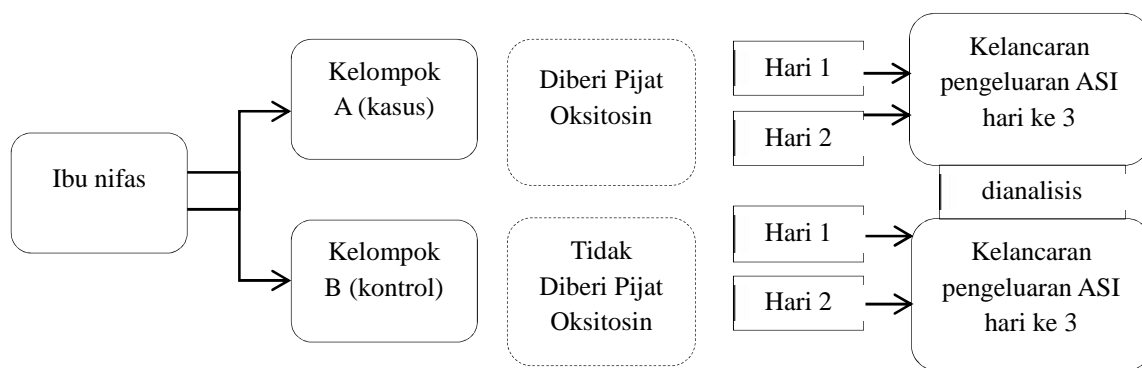 Ibu nifas
Kelompok
A (kasus)
Diberi Pijat
Oksitosin
Hari 1
Hari 2
Kelancaran
pengeluaran ASI
hari ke 3
dianalisis
Kelompok
B (kontrol)
Tidak
Diberi Pijat
Oksitosin
Hari 1
Hari 2
Kelancaran
pengeluaran ASI
hari ke 3